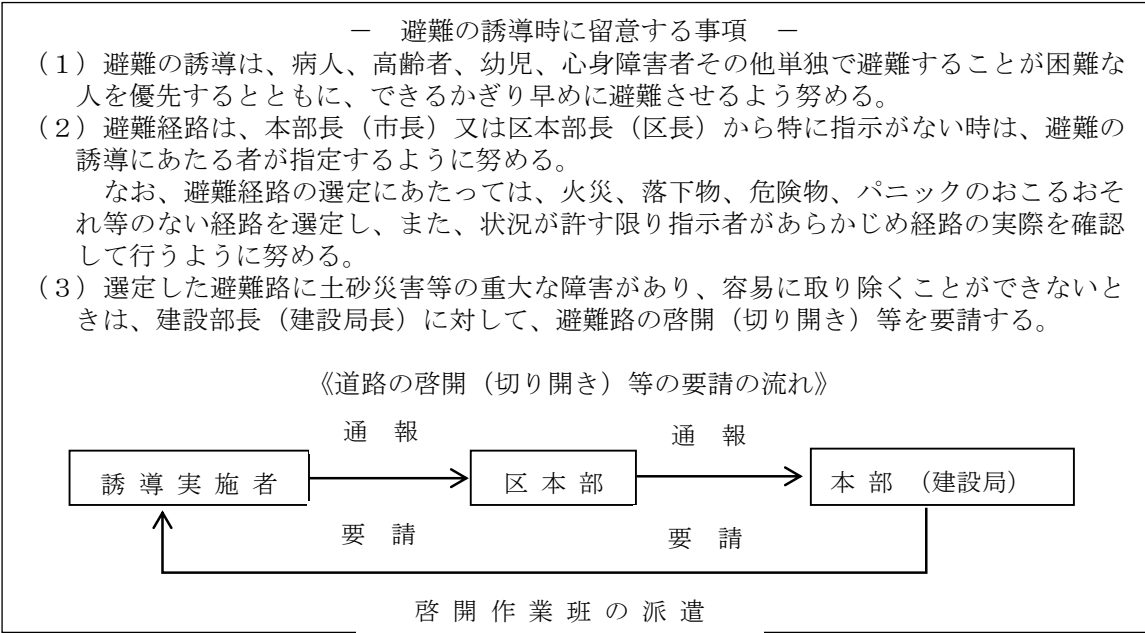 －　避難の誘導時に留意する事項　－
（１）避難の誘導は、病人、高齢者、幼児、心身障害者その他単独で避難することが困難な
人を優先するとともに、できるかぎり早めに避難させるよう努める。
（２）避難経路は、本部長（市長）又は区本部長（区長）から特に指示がない時は、避難の
誘導にあたる者が指定するように努める。
なお、避難経路の選定にあたっては、火災、落下物、危険物、パニックのおこるおそ
れ等のない経路を選定し、また、状況が許す限り指示者があらかじめ経路の実際を確認
して行うように努める。
（３）選定した避難路に土砂災害等の重大な障害があり、容易に取り除くことができないと
きは、建設部長（建設局長）に対して、避難路の啓開（切り開き）等を要請する。
《道路の啓開（切り開き）等の要請の流れ》
通　報　通　報
誘 導 実 施 者　区 本 部　本 部 （建設局）
要　請　要　請
啓 開 作 業 班 の 派 遣